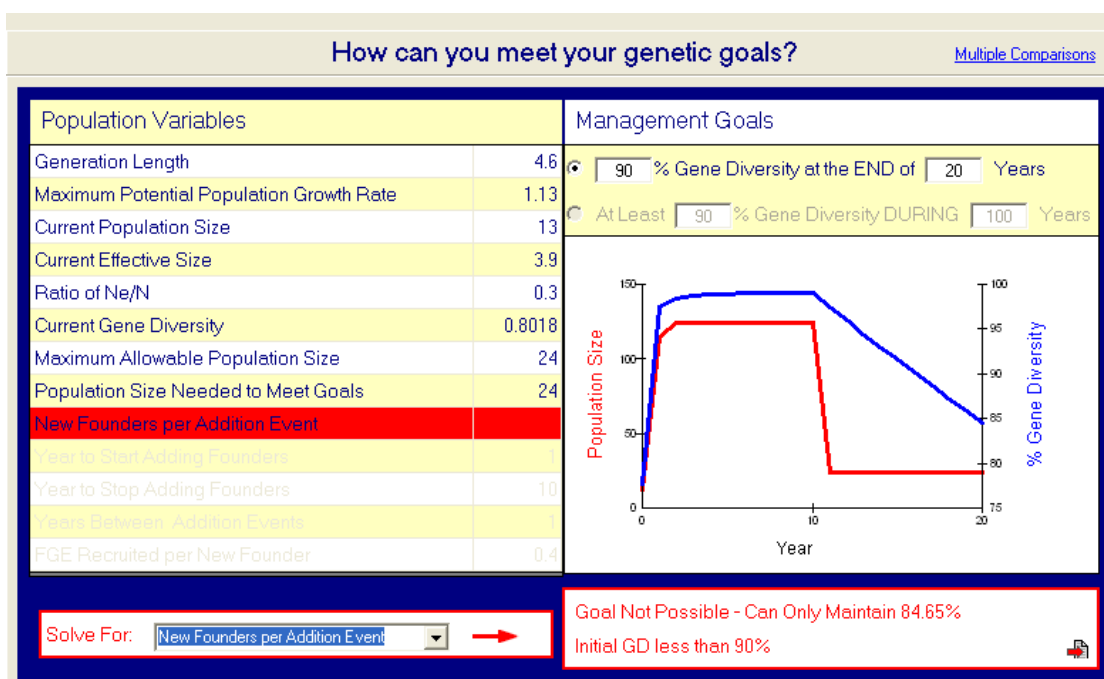 How can you meet your genetic goals?
Multiple Comparisons
Population Variables
Generation Length 4.6
Maximum Potential Population Growth Rate 1.13
Current Population Size 13
Current Effective Size 3.9
Ratio of Ne/N 0.3
Current Gene Diversity 0.8018
Maximum Allowable Population Size 24
Population Size Needed to Meet Goals 24
New Founders per Addition Event
Year to Start Adding Founders 1
Year to Stop Adding Founders 10
Years Between Addition Events 1
FGE Recruited per New Founder 0.4
Solve For: New Founders per Addition Event
Management Goals
90 % Gene Diversity at the END of 20 Years
At Least 90 % Gene Diversity DURING 100 Years
Population Size
150
100
50
0
0 10 20
Year
100
95
90
85
80
75
% Gene Diversity
Goal Not Possible - Can Only Maintain 84.65%
Initial GD less than 90%